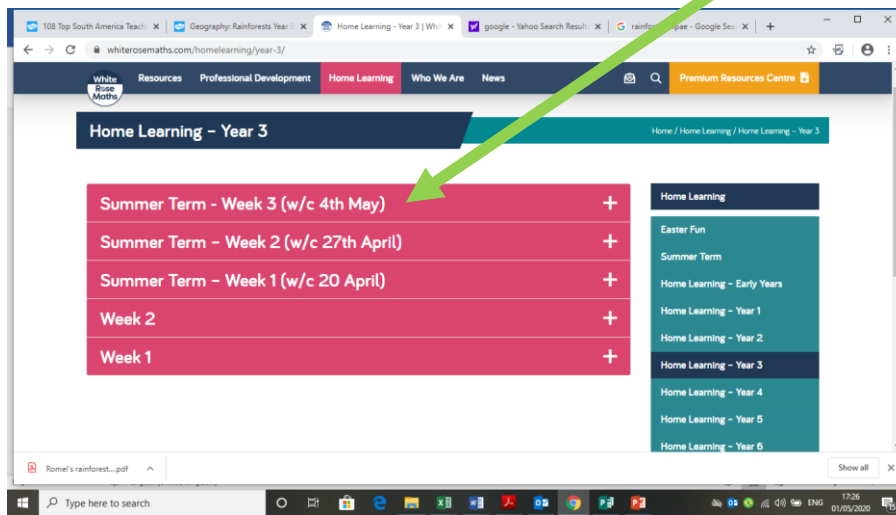 108 Top South America Teach
Geography: Rainforests Year
Home Learning - Year 3 | Whi
google - Yahoo Search Result
whiterosemaths.com/homelearning/year-3/
White Rose Maths
Resources
Professional Development
Home Learning
Who We Are
News
Premium Resources Centre
Home Learning – Year 3
Home / Home Learning / Home Learning – Year 3
Summer Term - Week 3 (w/c 4th May)
Summer Term – Week 2 (w/c 27th April)
Summer Term – Week 1 (w/c 20 April)
Week 2
Week 1
Home Learning
Easter Fun
Summer Term
Home Learning – Early Years
Home Learning – Year 1
Home Learning – Year 2
Home Learning – Year 3
Home Learning – Year 4
Home Learning – Year 5
Home Learning – Year 6
Romel's rainforest....pdf
Show all
Type here to search
ENG
17:26
01/05/2020